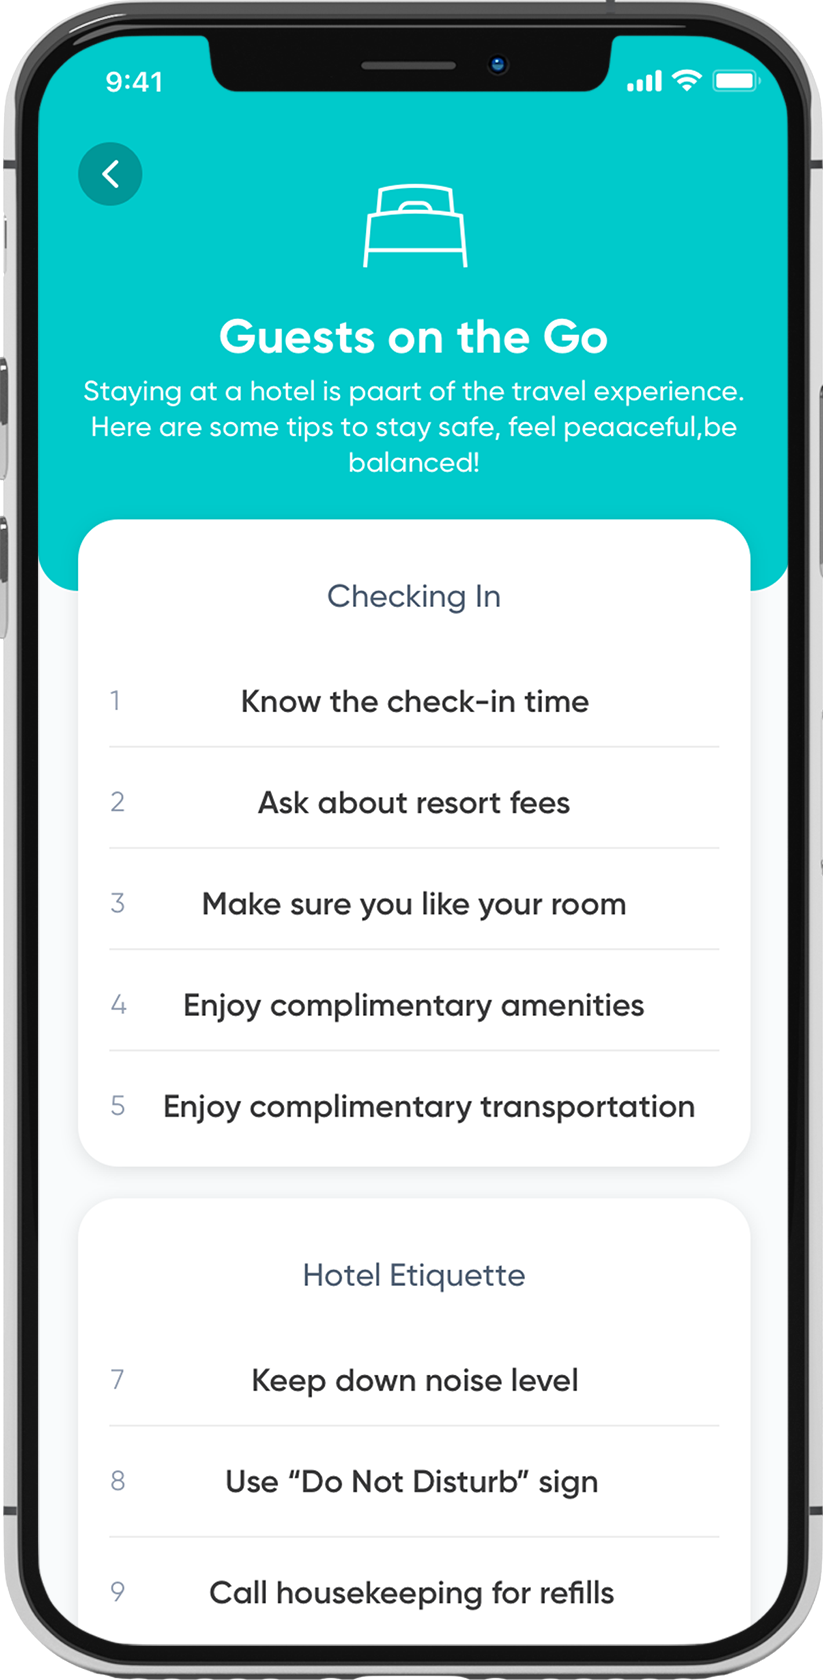 9:41
Guests on the Go
Staying at a hotel is paart of the travel experience.
Here are some tips to stay safe, feel peaaceful,be
balanced!
Checking In
1 Know the check-in time
2 Ask about resort fees
3 Make sure you like your room
4 Enjoy complimentary amenities
5 Enjoy complimentary transportation
Hotel Etiquette
7 Keep down noise level
8 Use “Do Not Disturb” sign
9 Call housekeeping for refills